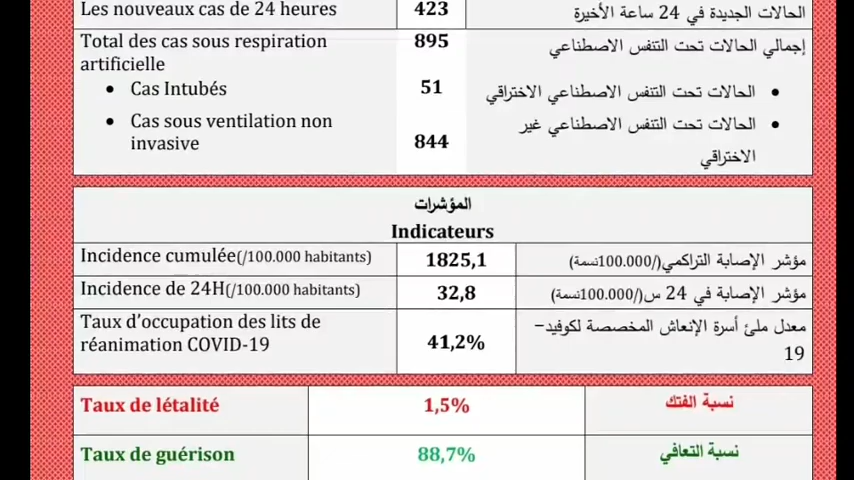 Les nouveaux cas de 24 heures 423 الحالات الجديدة في 24 ساعة الأخيرة
Total des cas sous respiration artificielle 895 إجمالي الحالات تحت التنفس الاصطناعي
• Cas Intubés 51 • الحالات تحت التنفس الاصطناعي الاختراقي
• Cas sous ventilation non invasive 844 • الحالات تحت التنفس الاصطناعي غير الاختراقي
المؤشرات
Indicateurs
Incidence cumulée(/100.000 habitants) 1825,1 مؤشر الإصابة التراكمي(/100.000نسمة)
Incidence de 24H(/100.000 habitants) 32,8 مؤشر الإصابة في 24 س(/100.000نسمة)
Taux d’occupation des lits de réanimation COVID-19 41,2% معدل ملئ أسرة الإنعاش المخصصة لكوفيد–19
Taux de létalité 1,5% نسبة الفتك
Taux de guérison 88,7% نسبة التعافي